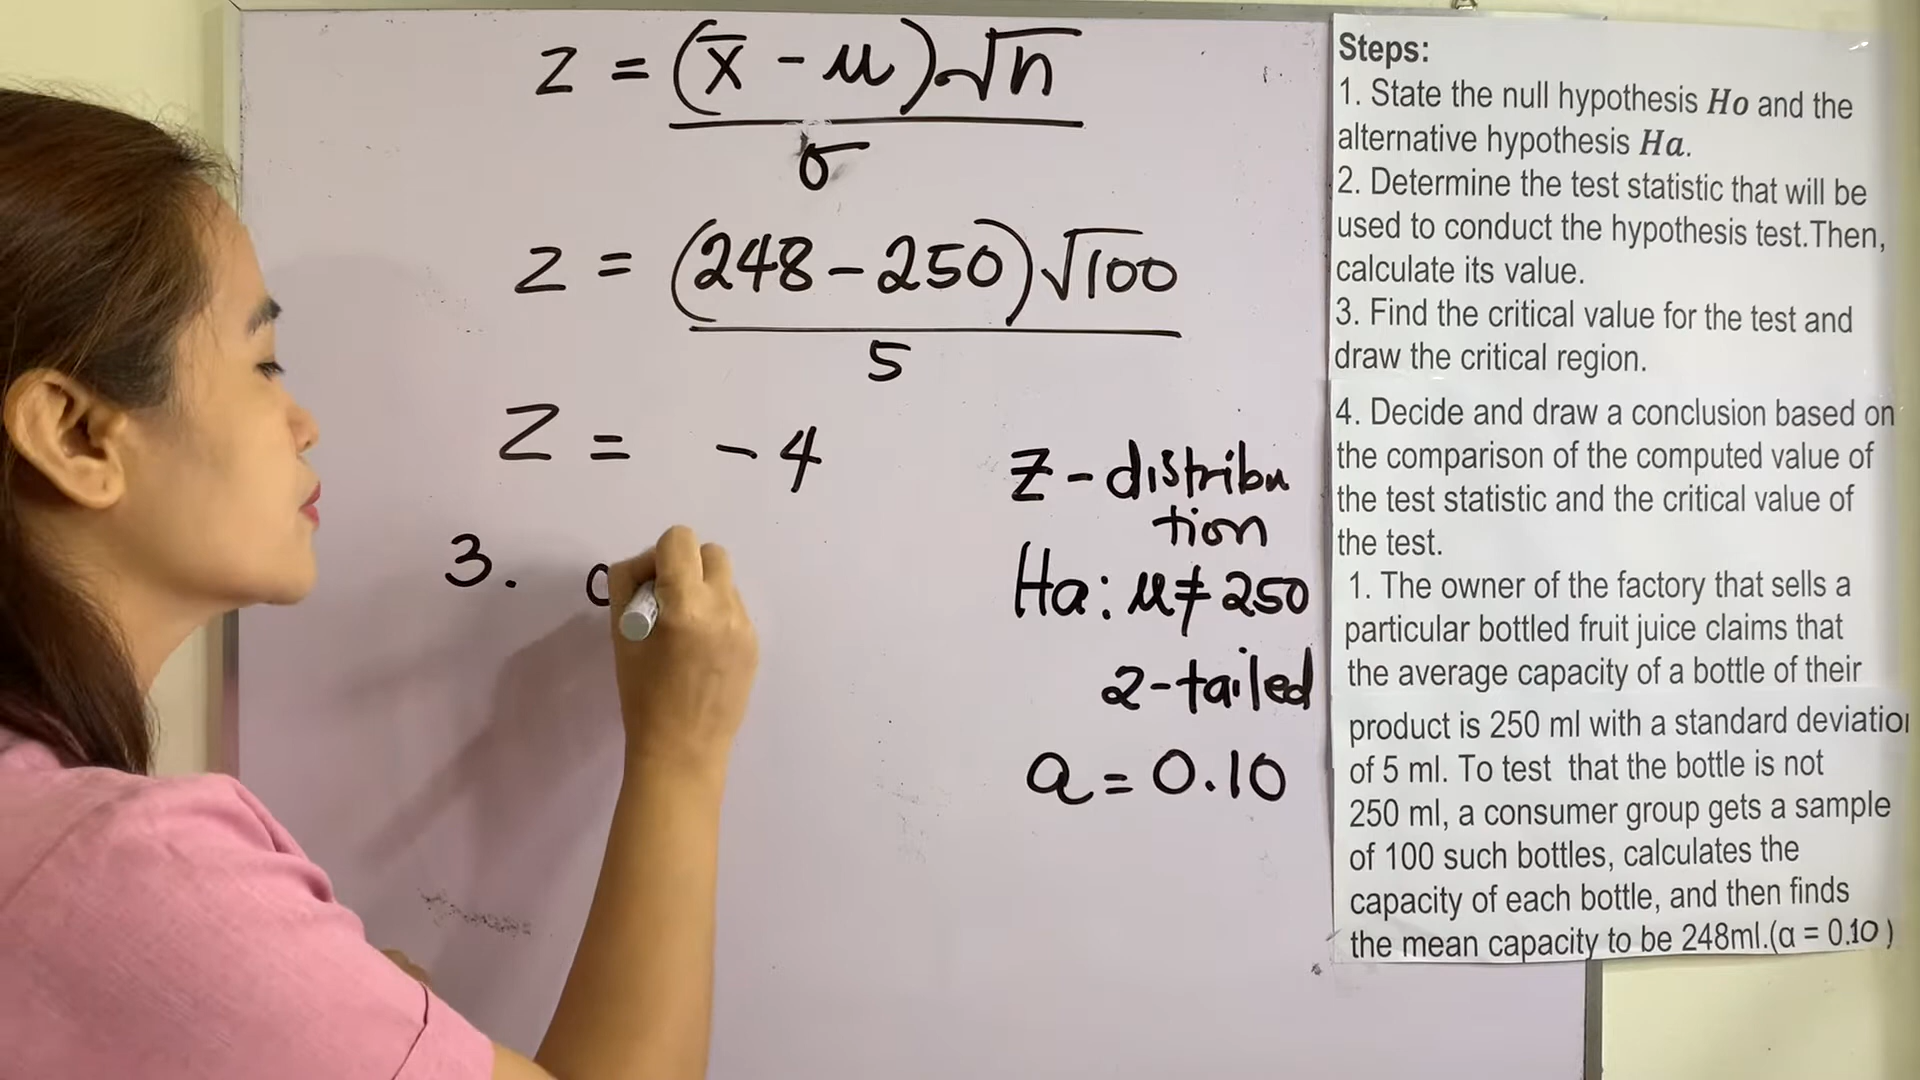 z = (x̄ - μ)√n
σ
z = (248 - 250)√100
5
Z = -4
3.
Z - distribu
tion
Ha: μ ≠ 250
2-tailed
α = 0.10
Steps:
1. State the null hypothesis Ho and the
alternative hypothesis Ha.
2. Determine the test statistic that will be
used to conduct the hypothesis test.Then,
calculate its value.
3. Find the critical value for the test and
draw the critical region.
4. Decide and draw a conclusion based on
the comparison of the computed value of
the test statistic and the critical value of
the test.
1. The owner of the factory that sells a
particular bottled fruit juice claims that
the average capacity of a bottle of their
product is 250 ml with a standard deviation
of 5 ml. To test that the bottle is not
250 ml, a consumer group gets a sample
of 100 such bottles, calculates the
capacity of each bottle, and then finds
the mean capacity to be 248ml.(α = 0.10 )